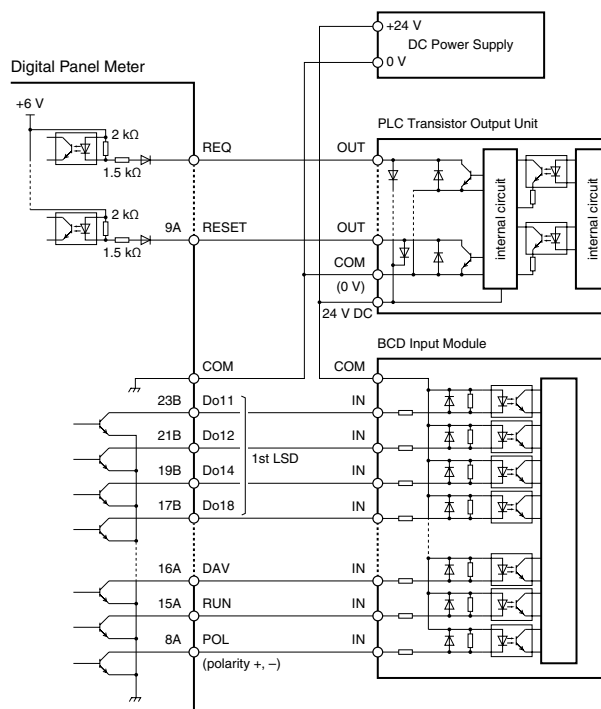 +24 V
DC Power Supply
0 V
Digital Panel Meter
+6 V
2 kΩ
1.5 kΩ
REQ
PLC Transistor Output Unit
OUT
internal circuit
internal circuit
2 kΩ
1.5 kΩ
9A RESET
OUT
COM
(0 V)
24 V DC
BCD Input Module
COM
COM
23B Do11 IN
21B Do12 IN
1st LSD
19B Do14 IN
17B Do18 IN
16A DAV IN
15A RUN IN
8A POL IN
(polarity +, –)